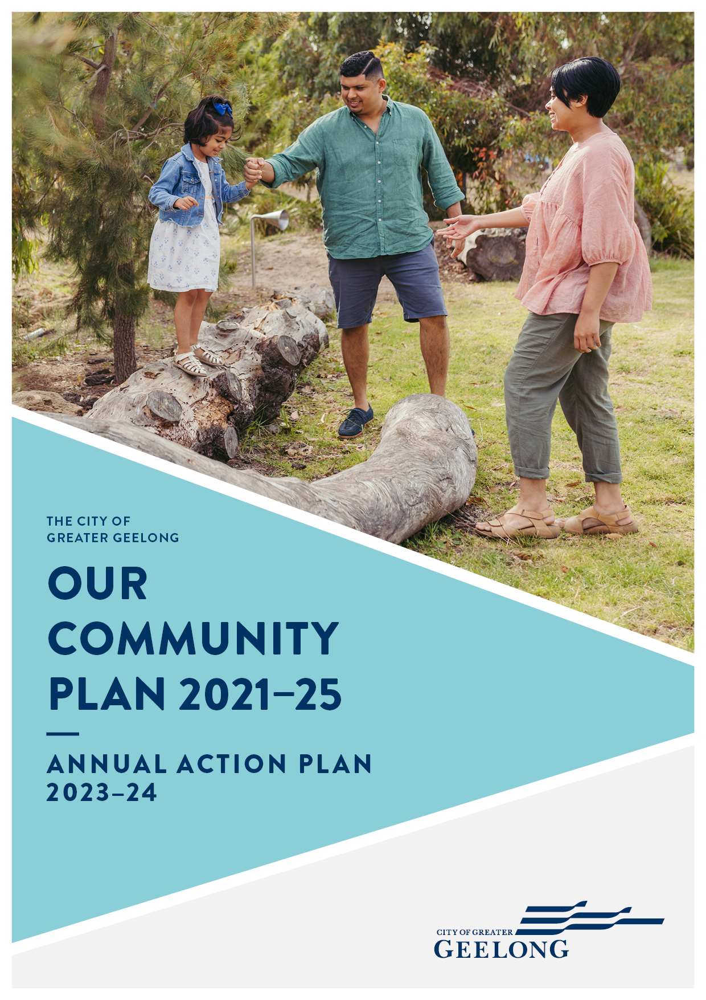 THE CITY OF
GREATER GEELONG
OUR
COMMUNITY
PLAN 2021–25
ANNUAL ACTION PLAN
2023–24
CITY OF GREATER
GEELONG